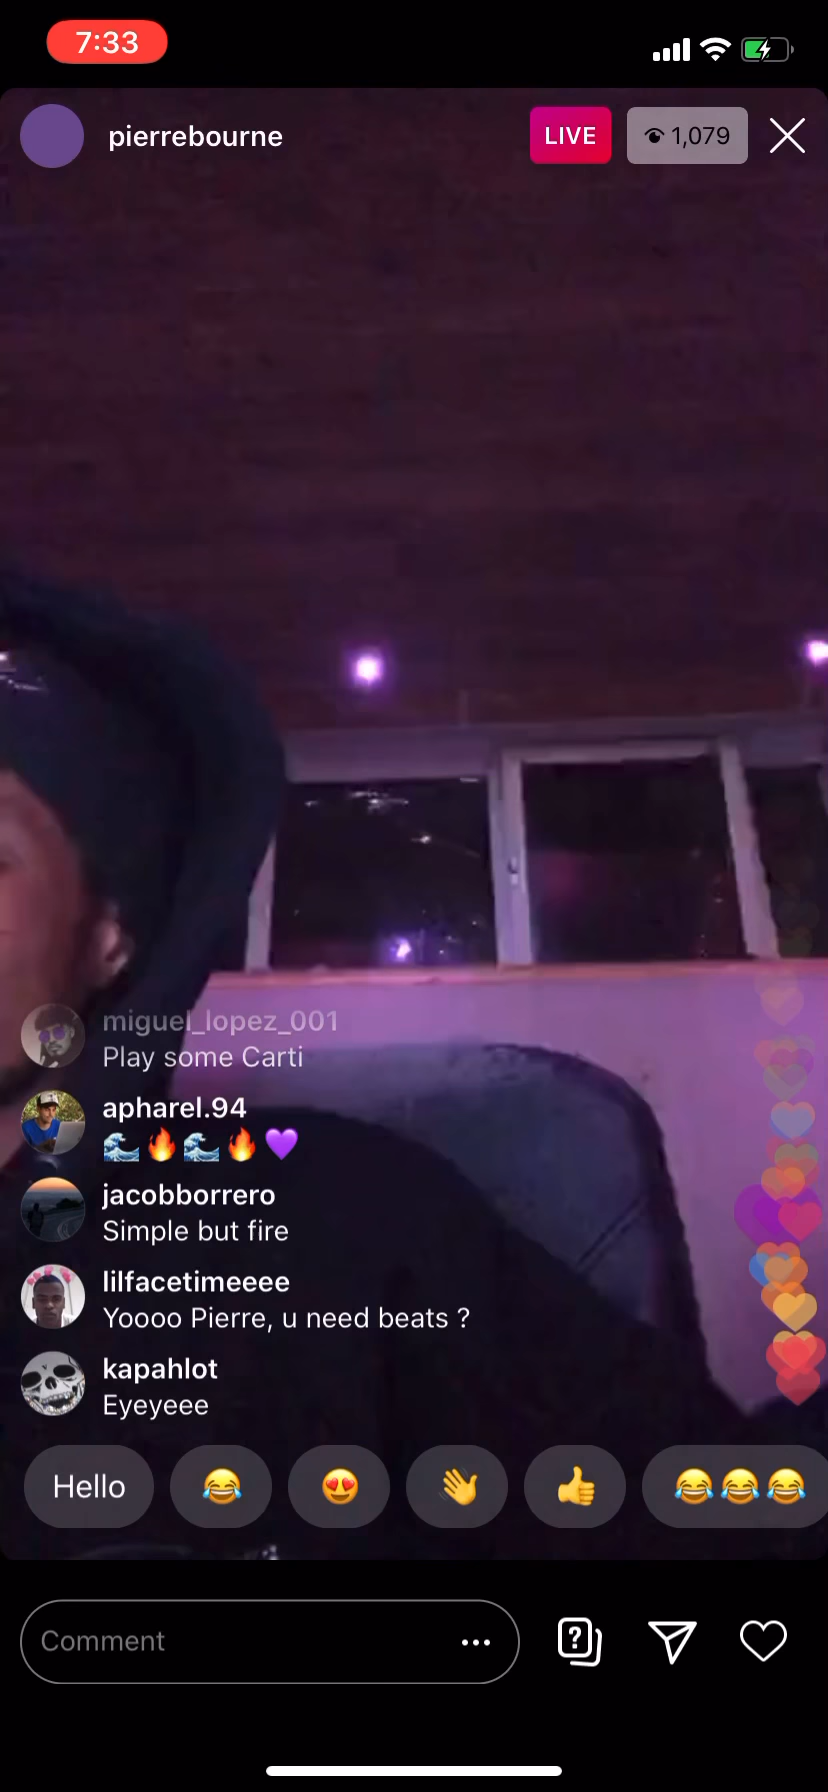 7:33
pierrebourne
LIVE
1,079
miguel_lopez_001
Play some Carti
apharel.94
🌊🔥🌊🔥💜
jacobborrero
Simple but fire
lilfacetimeeee
Yoooo Pierre, u need beats ?
kapahlot
Eyeyeee
Hello 😂 😍 👋 👍 😂😂😂
Comment